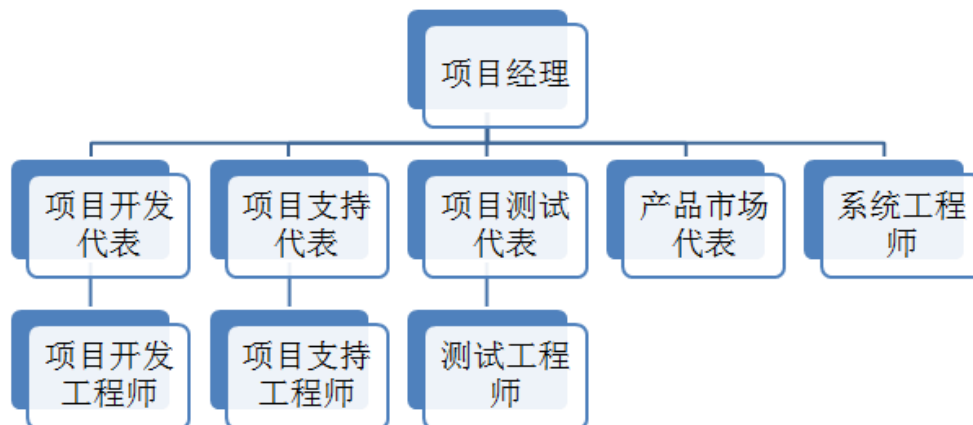 项目经理
项目开发
代表
项目支持
代表
项目测试
代表
产品市场
代表
系统工程
师
项目开发
工程师
项目支持
工程师
测试工程
师